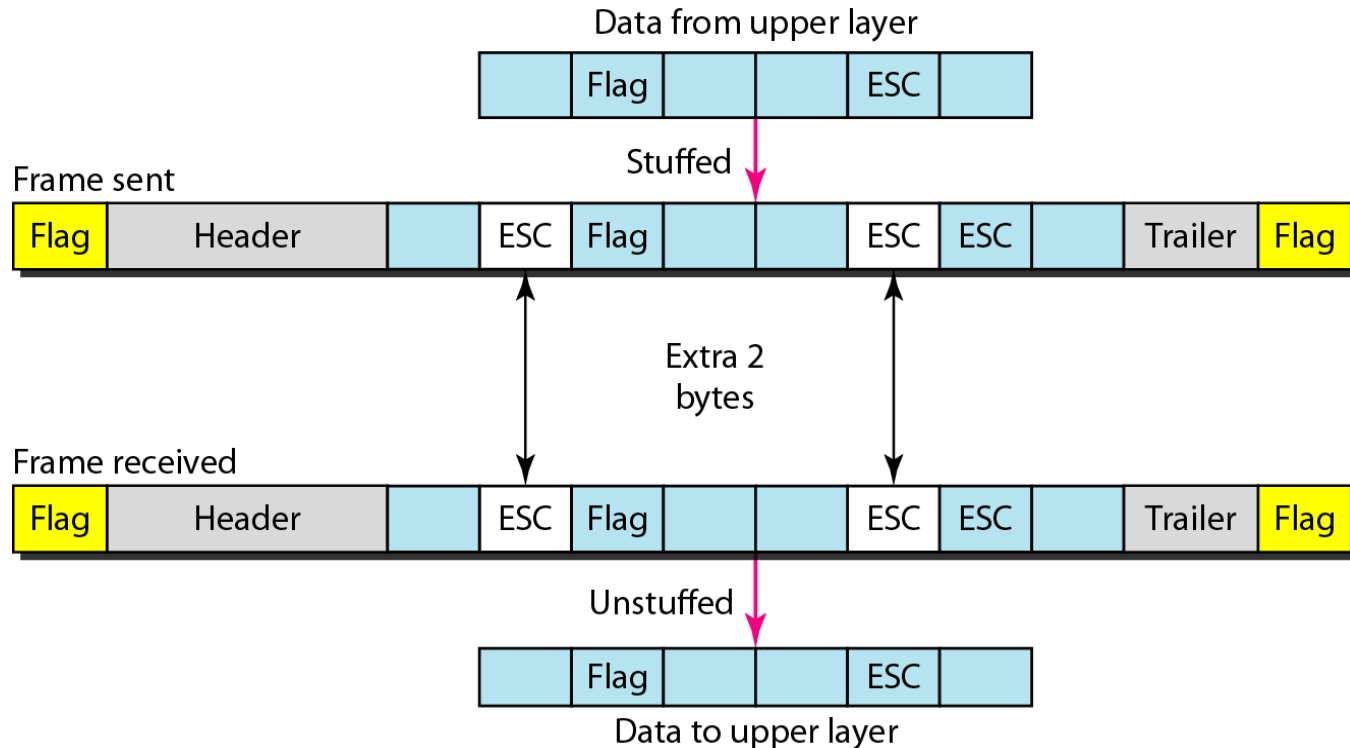 Data from upper layer
Flag ESC
Stuffed
Frame sent
Flag Header ESC Flag ESC ESC Trailer Flag
Extra 2
bytes
Frame received
Flag Header ESC Flag ESC ESC Trailer Flag
Unstuffed
Flag ESC
Data to upper layer